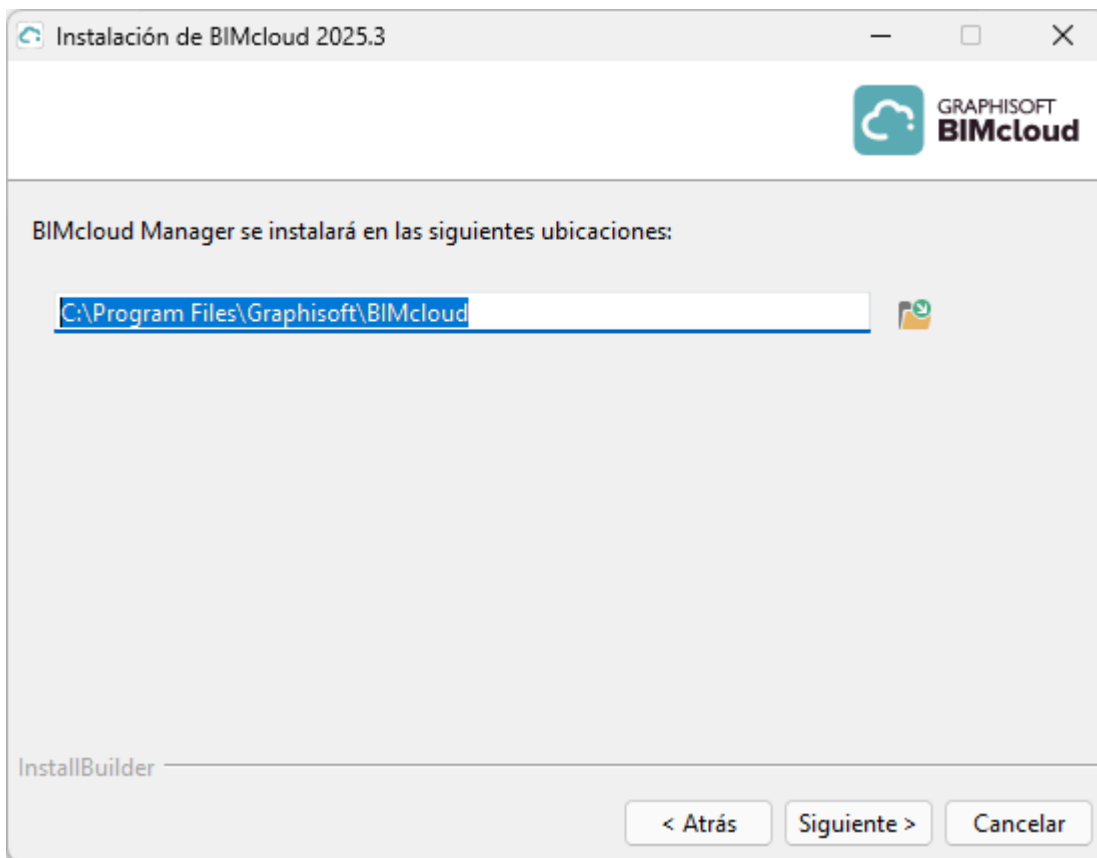 Instalación de BIMcloud 2025.3
GRAPHISOFT
BIMcloud
BIMcloud Manager se instalará en las siguientes ubicaciones:
C:\Program Files\Graphisoft\BIMcloud
InstallBuilder
< Atrás
Siguiente >
Cancelar